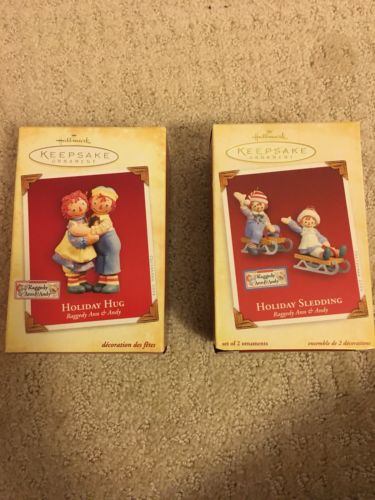 Hallmark
KEEPSAKE
ORNAMENT
Raggedy
Ann & Andy
HOLIDAY HUG
Raggedy Ann & Andy
décoration des fêtes
Hallmark
KEEPSAKE
ORNAMENT
Raggedy
Ann & Andy
HOLIDAY SLEDDING
Raggedy Ann & Andy
set of 2 ornaments
ensemble de 2 décorations